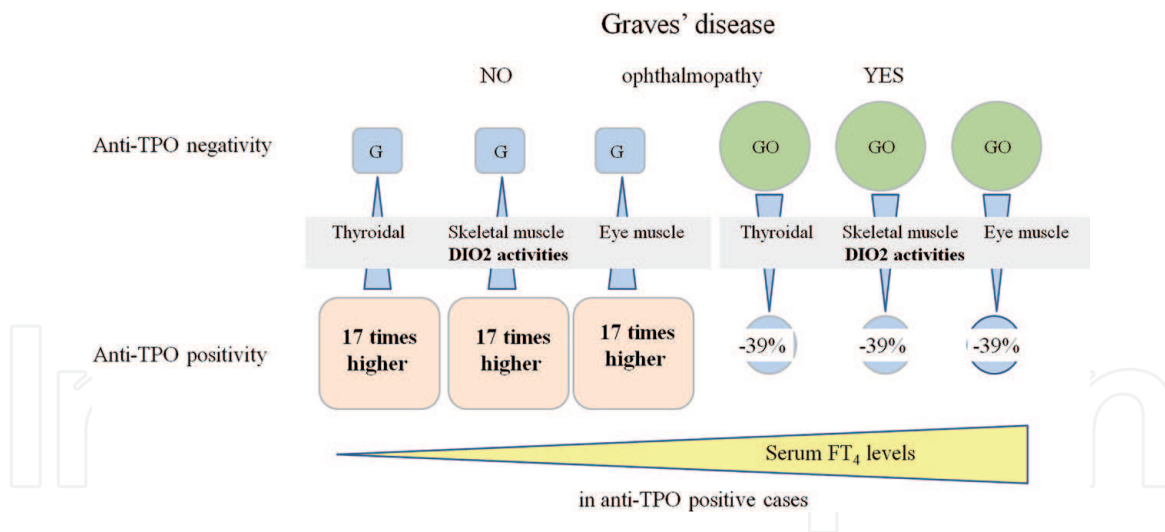 Graves’ disease
NO ophthalmopathy YES
Anti-TPO negativity G G G GO GO GO
Thyroidal Skeletal muscle Eye muscle Thyroidal Skeletal muscle Eye muscle
DIO2 activities DIO2 activities
Anti-TPO positivity
17 times higher
17 times higher
17 times higher
-39% -39% -39%
Serum FT₄ levels
in anti-TPO positive cases